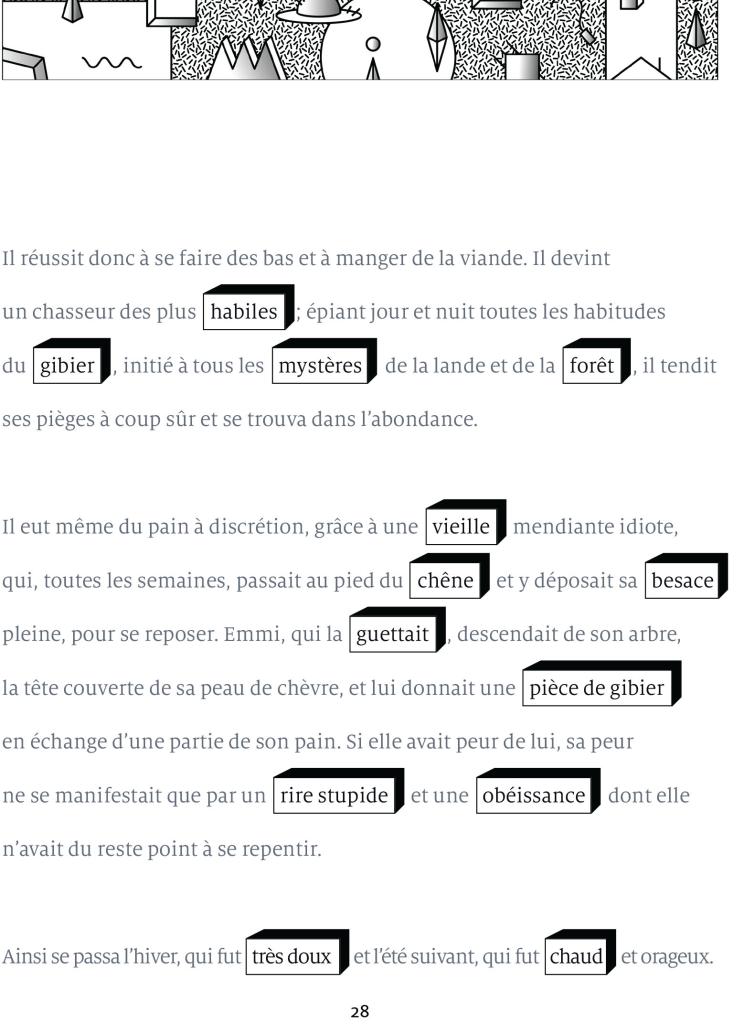 Il réussit donc à se faire des bas et à manger de la viande. Il devint
un chasseur des plus habiles ; épiant jour et nuit toutes les habitudes
du gibier , initié à tous les mystères de la lande et de la forêt , il tendit
ses pièges à coup sûr et se trouva dans l’abondance.
Il eut même du pain à discrétion, grâce à une vieille mendiante idiote,
qui, toutes les semaines, passait au pied du chêne et y déposait sa besace
pleine, pour se reposer. Emmi, qui la guettait , descendait de son arbre,
la tête couverte de sa peau de chèvre, et lui donnait une pièce de gibier
en échange d’une partie de son pain. Si elle avait peur de lui, sa peur
ne se manifestait que par un rire stupide et une obéissance dont elle
n’avait du reste point à se repentir.
Ainsi se passa l’hiver, qui fut très doux et l’été suivant, qui fut chaud et orageux.
28